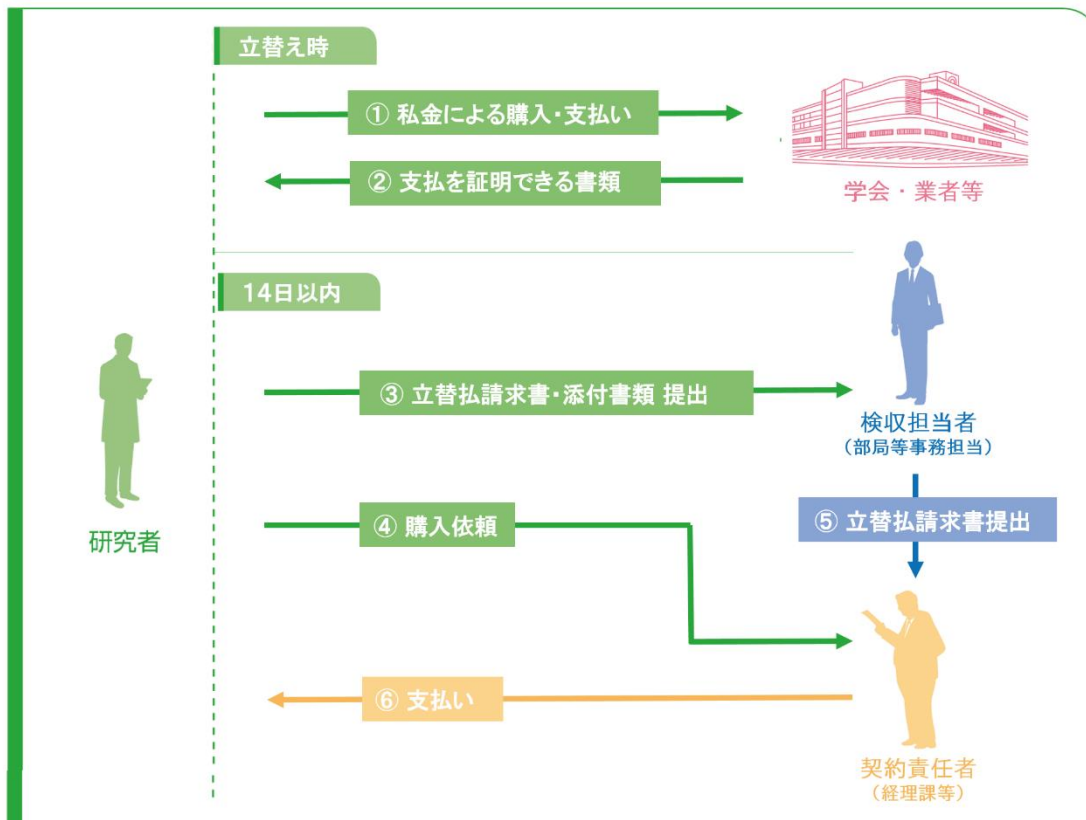 立替え時
① 私金による購入・支払い
② 支払を証明できる書類
学会・業者等
14日以内
③ 立替払請求書・添付書類 提出
検収担当者
（部局等事務担当）
④ 購入依頼
⑤ 立替払請求書提出
研究者
⑥ 支払い
契約責任者
（経理課等）